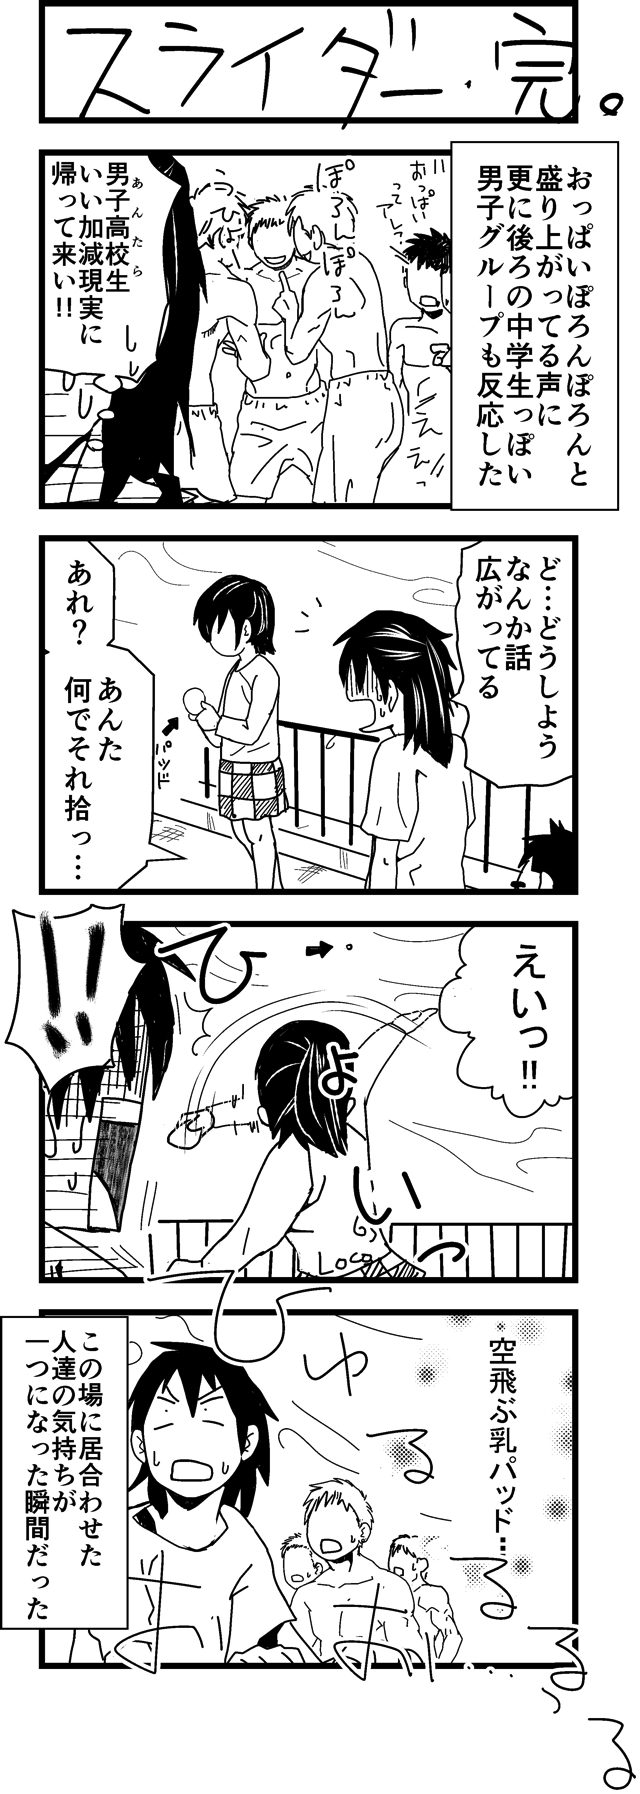 スライダー・完。
おっぱいぽろんぽろんと
盛り上がってる声に
更に後ろの中学生っぽい
男子グループも反応した
おっぱい
ってアレっ?
ぽろんぽろん
男子高校生
あんたら
いい加減現実に
帰って来い!!
ど…どうしよう
なんか話
広がってる
パッド
あれ?
あんた
何でそれ拾っ…
えいっ!!
ひょいっ
!!
LOCO
空飛ぶ乳パッド…
ひゅるるるる
この場に居合わせた
人達の気持ちが
一つになった瞬間だった